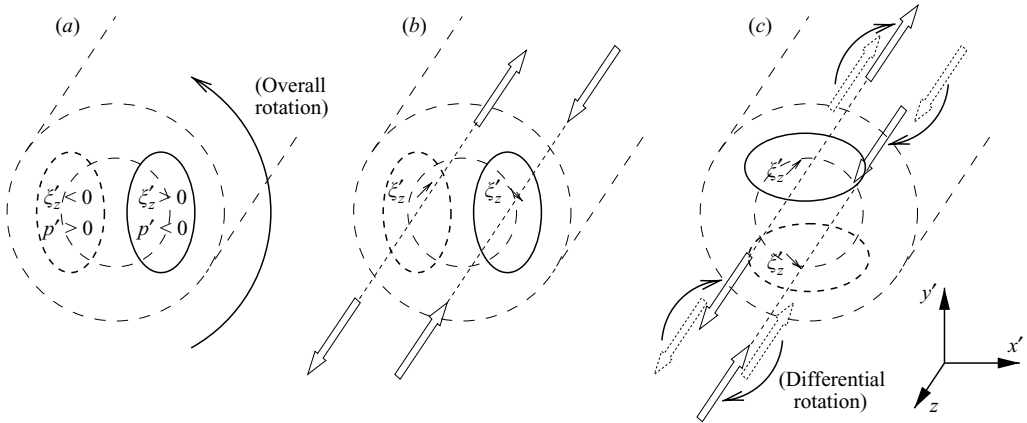 (a)
(Overall
rotation)
ξ′z < 0
p′ > 0
ξ′z > 0
p′ < 0
(b)
ξ′z
ξ′z
(c)
ξ′z
ξ′z
(Differential
rotation)
y′
x′
z